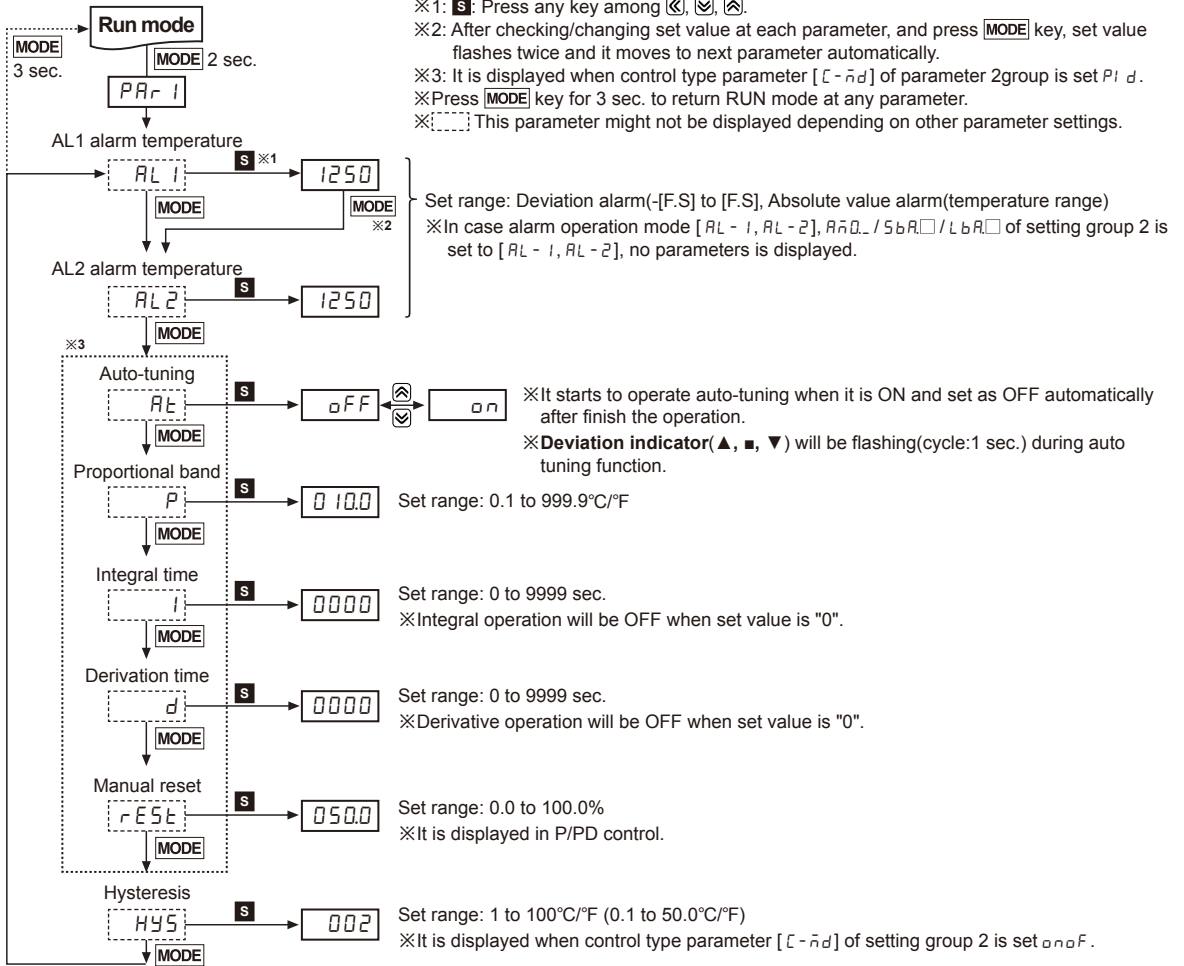 ※1: S: Press any key among «, ︾, ︽.
※2: After checking/changing set value at each parameter, and press MODE key, set value
flashes twice and it moves to next parameter automatically.
※3: It is displayed when control type parameter [C-nd] of parameter 2group is set PI d.
※Press MODE key for 3 sec. to return RUN mode at any parameter.
※[ ] This parameter might not be displayed depending on other parameter settings.
Run mode
MODE
3 sec.
MODE 2 sec.
PAr 1
AL1 alarm temperature
AL 1
S ※1
1250
MODE
MODE
※2
Set range: Deviation alarm(-[F.S] to [F.S], Absolute value alarm(temperature range)
※In case alarm operation mode [AL-1, AL-2], Am0._ / SbA.□ / LbA.□ of setting group 2 is
set to [AL-1, AL-2], no parameters is displayed.
AL2 alarm temperature
AL2
S
1250
MODE
※3
Auto-tuning
At
S
oFF
on
MODE
※It starts to operate auto-tuning when it is ON and set as OFF automatically
after finish the operation.
※Deviation indicator(▲, ■, ▼) will be flashing(cycle:1 sec.) during auto
tuning function.
Proportional band
P
S
010.0
Set range: 0.1 to 999.9°C/°F
MODE
Integral time
I
S
0000
Set range: 0 to 9999 sec.
※Integral operation will be OFF when set value is "0".
MODE
Derivation time
d
S
0000
Set range: 0 to 9999 sec.
※Derivative operation will be OFF when set value is "0".
MODE
Manual reset
rESt
S
050.0
Set range: 0.0 to 100.0%
※It is displayed in P/PD control.
MODE
Hysteresis
HYS
S
002
Set range: 1 to 100°C/°F (0.1 to 50.0°C/°F)
※It is displayed when control type parameter [C-nd] of setting group 2 is set onoF.
MODE